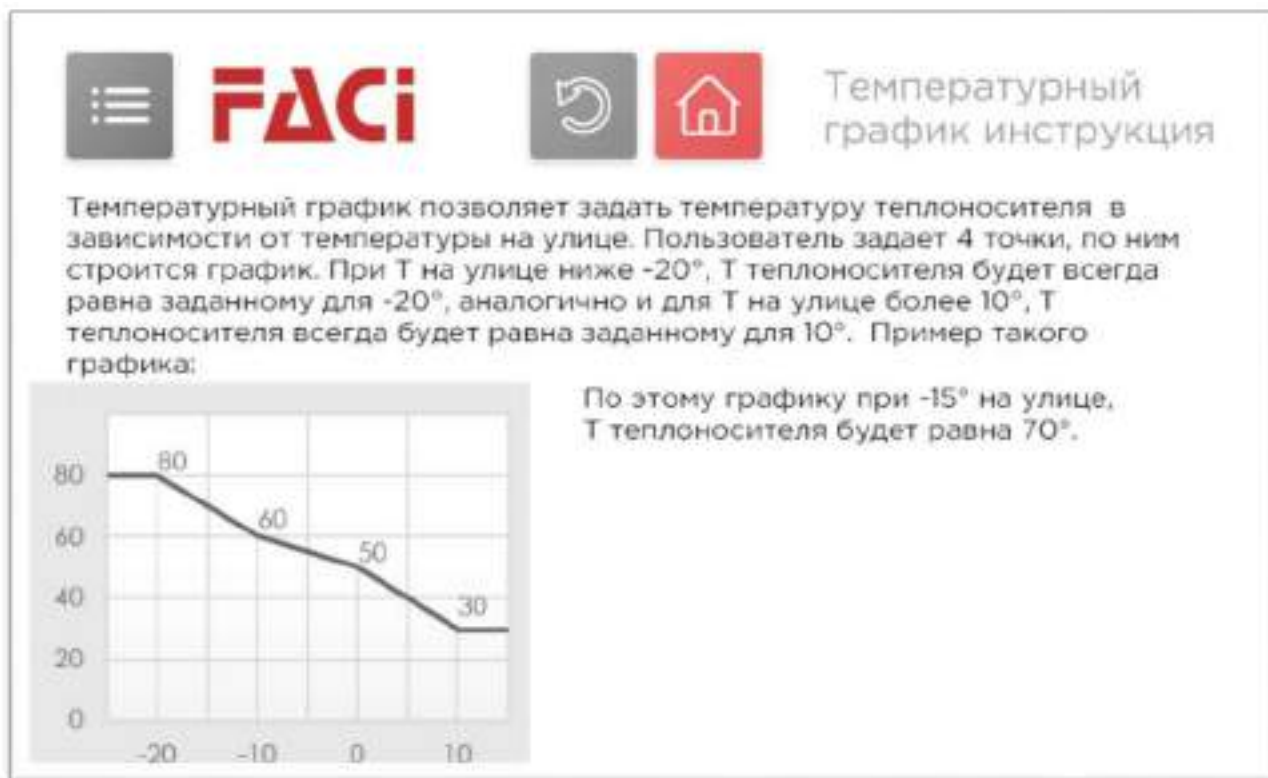 FACi
Температурный
график инструкция
Температурный график позволяет задать температуру теплоносителя в
зависимости от температуры на улице. Пользователь задает 4 точки, по ним
строится график. При Т на улице ниже -20°, Т теплоносителя будет всегда
равна заданному для -20°, аналогично и для Т на улице более 10°, Т
теплоносителя всегда будет равна заданному для 10°. Пример такого
графика:
По этому графику при -15° на улице,
Т теплоносителя будет равна 70°.
80
60
40
20
0
80
60
50
30
-20 -10 0 10